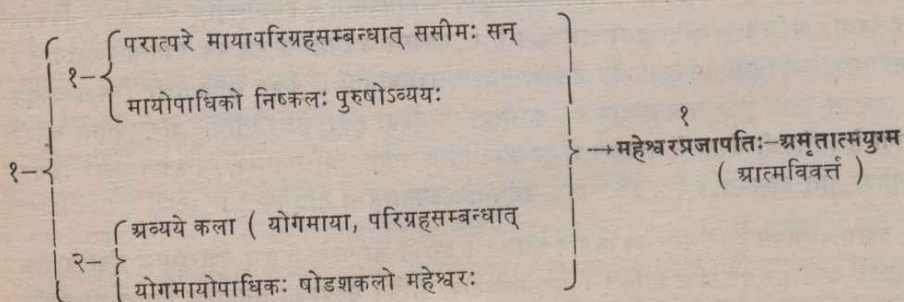 परात्परे मायापरिग्रहसम्बन्धात् ससीमः सन्
१–
मायोपाधिको निष्कलः पुरुषोऽव्ययः
१
१–
→महेश्वरप्रजापतिः–अमृतात्मयुग्म
( आत्मविवर्त्त )
अव्यये कला ( योगमाया, परिग्रहसम्बन्धात्
२–
योगमायोपाधिकः षोडशकलो महेश्वरः